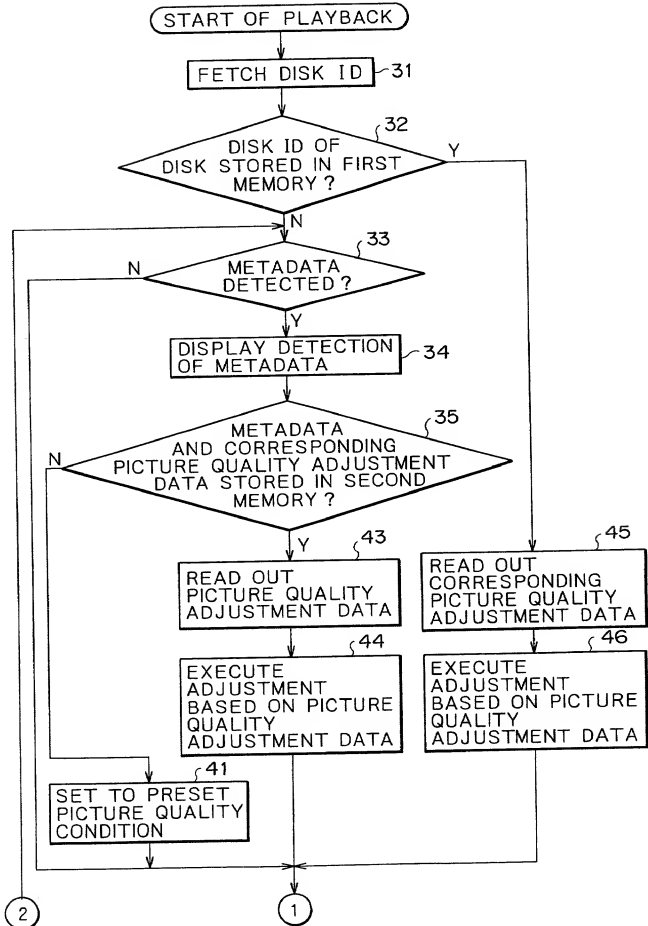 START OF PLAYBACK
FETCH DISK ID
31
32
DISK ID OF
DISK STORED IN FIRST
MEMORY?
Y
N
33
N
METADATA
DETECTED?
Y
DISPLAY DETECTION
OF METADATA
34
35
N
METADATA
AND CORRESPONDING
PICTURE QUALITY ADJUSTMENT
DATA STORED IN SECOND
MEMORY?
Y
43
READ OUT
PICTURE QUALITY
ADJUSTMENT DATA
45
READ OUT
CORRESPONDING
PICTURE QUALITY
ADJUSTMENT DATA
44
EXECUTE
ADJUSTMENT
BASED ON PICTURE
QUALITY
ADJUSTMENT DATA
46
EXECUTE
ADJUSTMENT
BASED ON PICTURE
QUALITY
ADJUSTMENT DATA
41
SET TO PRESET
PICTURE QUALITY
CONDITION
2
1